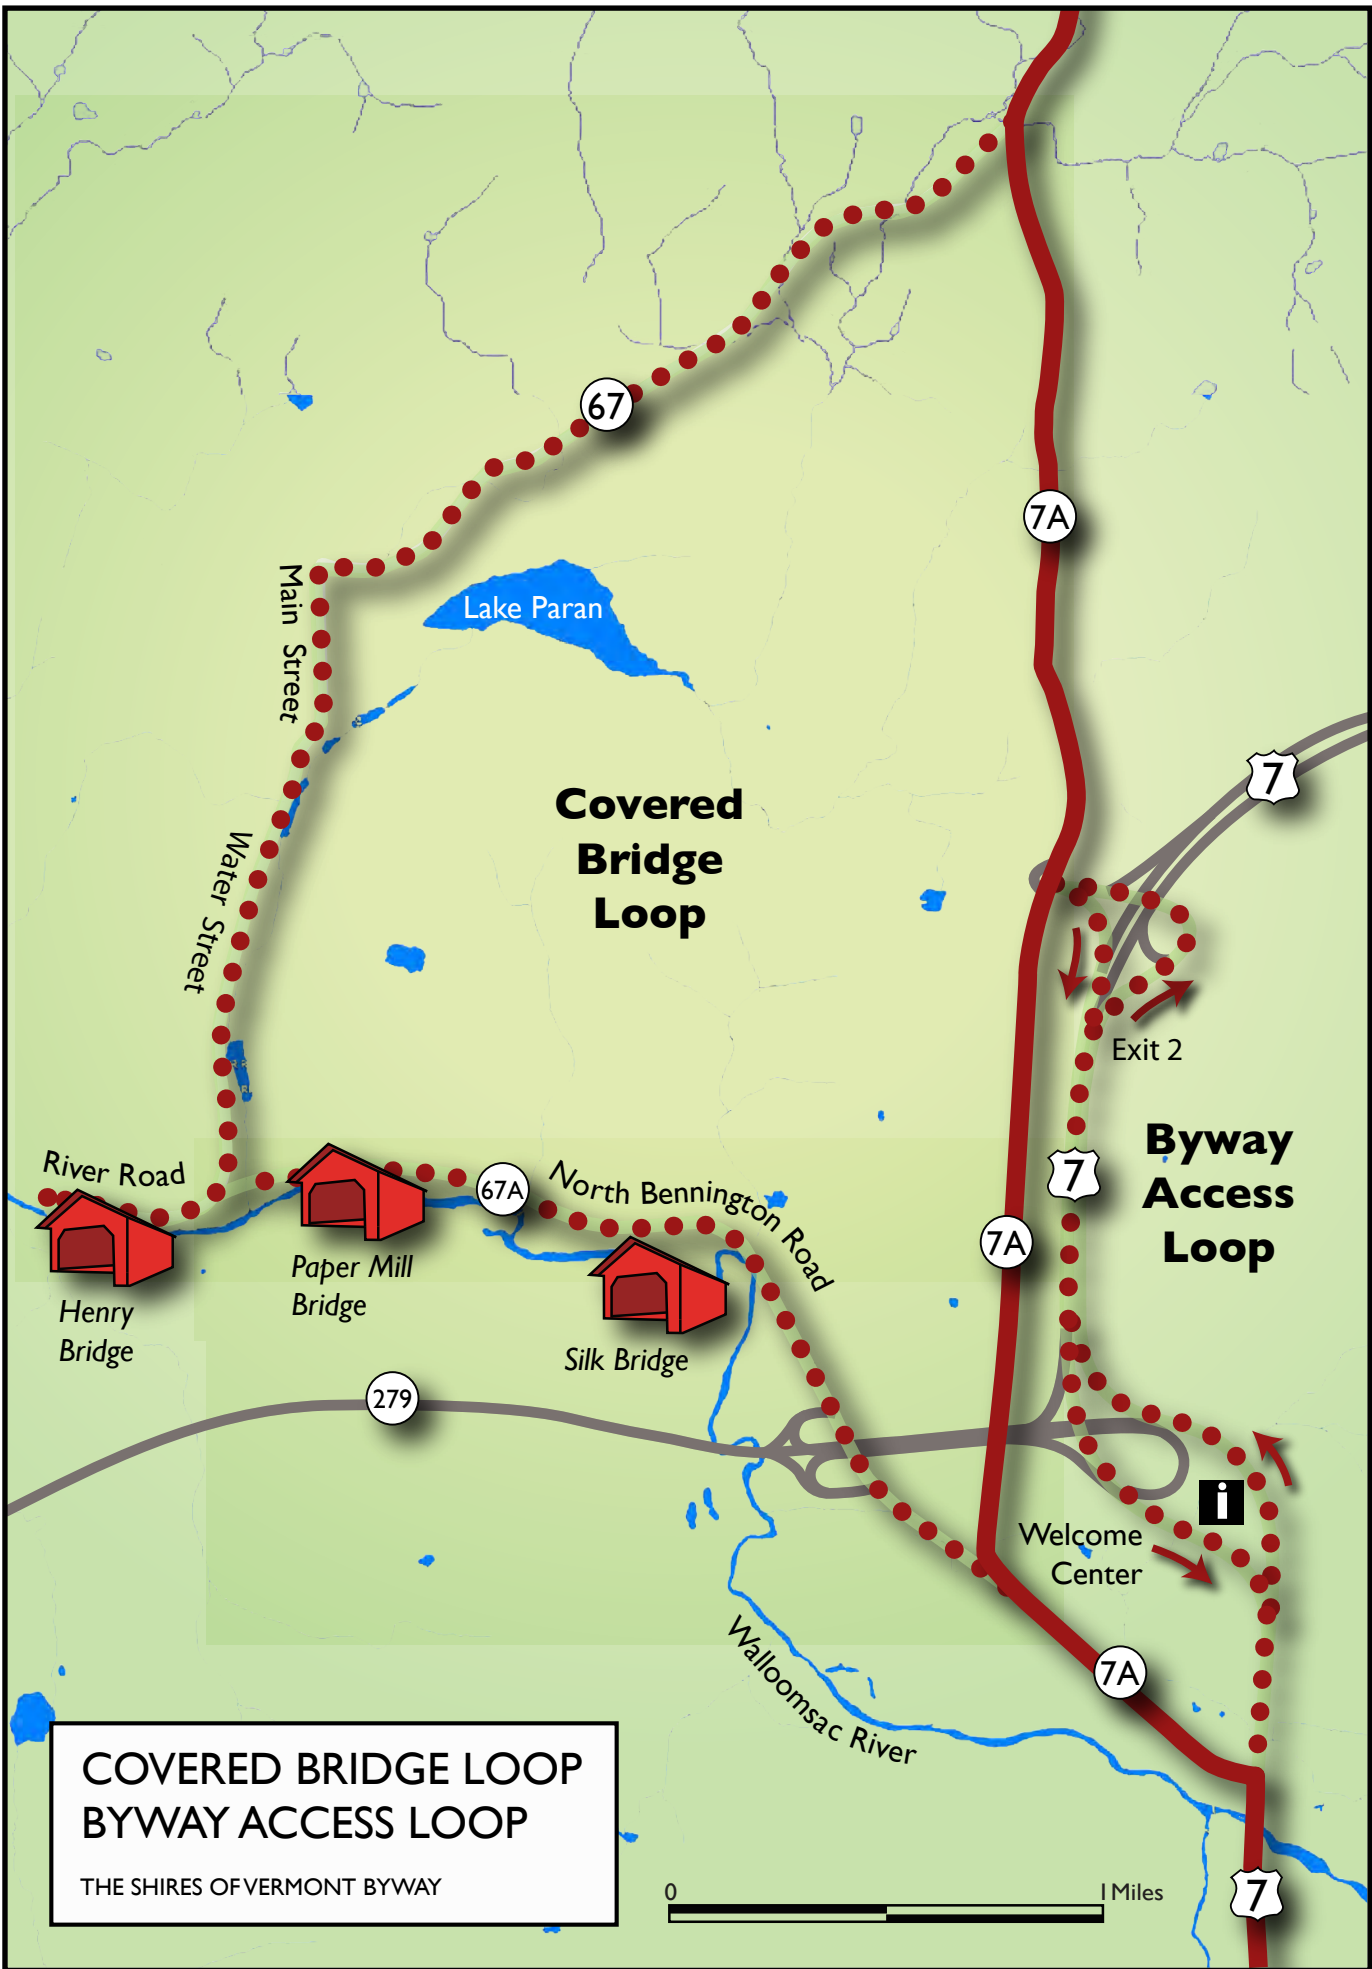 67
7A
Main Street
Lake Paran
7
Covered
Bridge
Loop
Water Street
Exit 2
Byway
Access
Loop
7
River Road
67A
North Bennington Road
7A
Paper Mill
Bridge
Henry
Bridge
Silk Bridge
279
i
Welcome
Center
7A
Walloomsac River
COVERED BRIDGE LOOP
BYWAY ACCESS LOOP
THE SHIRES OF VERMONT BYWAY
0 1 Miles
7